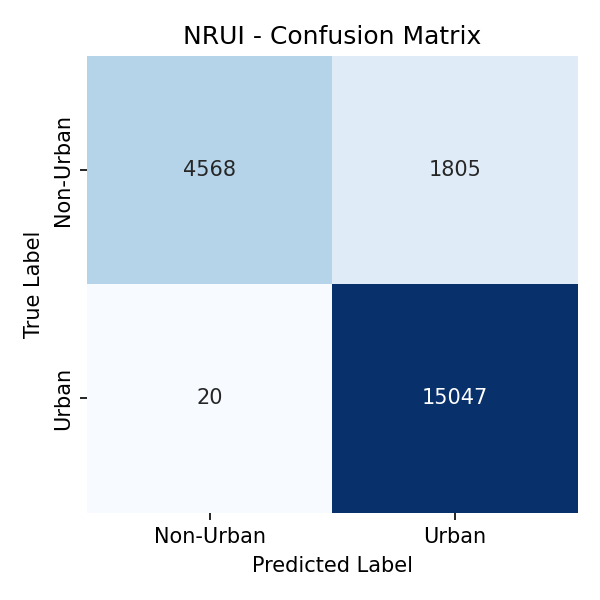 NRUI - Confusion Matrix
True Label
Non-Urban
4568
1805
Urban
20
15047
Non-Urban
Urban
Predicted Label